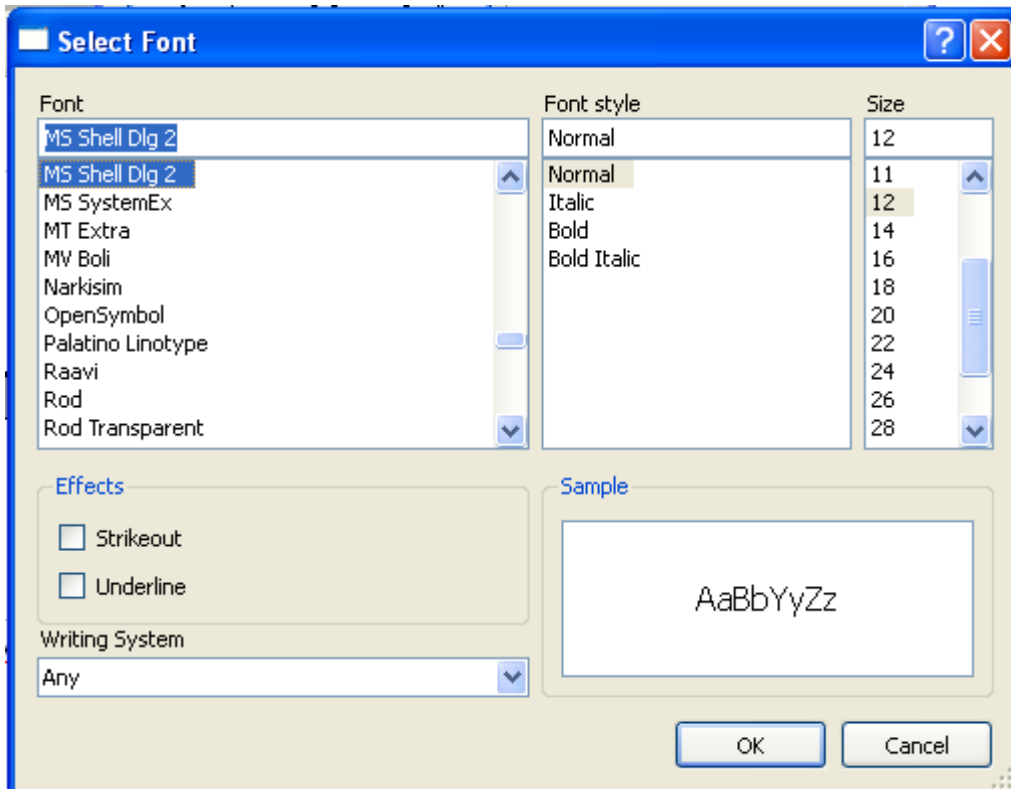 Select Font
Font
MS Shell Dlg 2
MS Shell Dlg 2
MS SystemEx
MT Extra
MV Boli
Narkisim
OpenSymbol
Palatino Linotype
Raavi
Rod
Rod Transparent
Font style
Normal
Normal
Italic
Bold
Bold Italic
Size
12
11
12
14
16
18
20
22
24
26
28
Effects
Strikeout
Underline
Writing System
Any
Sample
AaBbYyZz
OK
Cancel